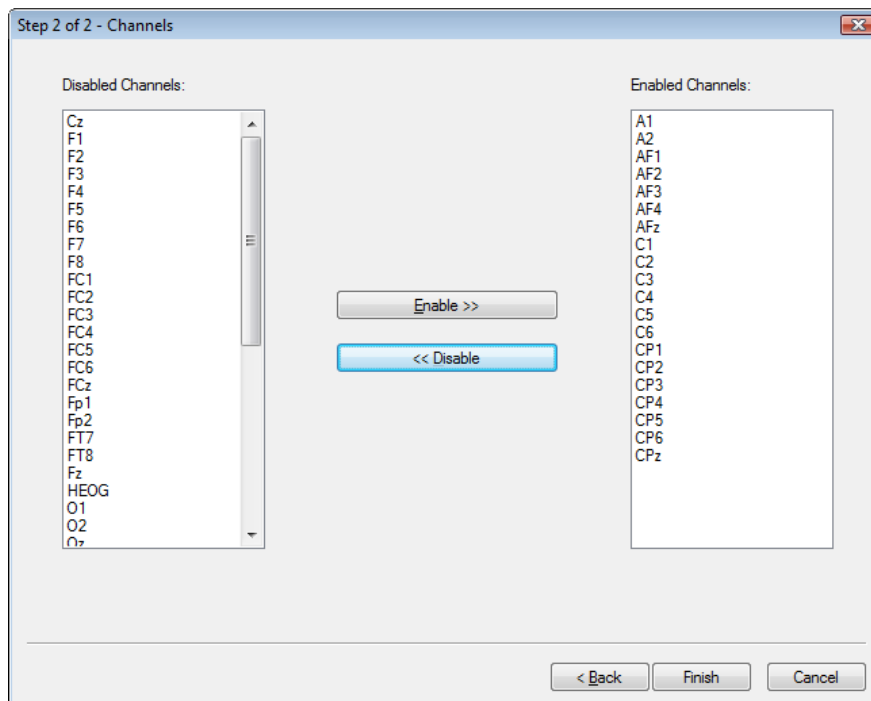 Step 2 of 2 - Channels
Disabled Channels:
Cz
F1
F2
F3
F4
F5
F6
F7
F8
FC1
FC2
FC3
FC4
FC5
FC6
FCz
Fp1
Fp2
FT7
FT8
Fz
HEOG
O1
O2
Oz
Enable >>
<< Disable
Enabled Channels:
A1
A2
AF1
AF2
AF3
AF4
AFz
C1
C2
C3
C4
C5
C6
CP1
CP2
CP3
CP4
CP5
CP6
CPz
< Back
Finish
Cancel